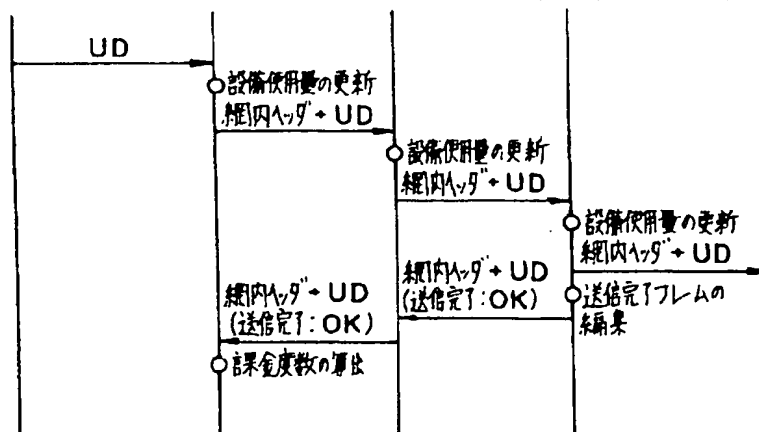 UD
設備使用量の更新
網内ヘッダ+UD
設備使用量の更新
網内ヘッダ+UD
設備使用量の更新
網内ヘッダ+UD
網内ヘッダ+UD
(送信完了:OK)
送信完了フレムの
編集
網内ヘッダ+UD
(送信完了:OK)
課金度数の算出